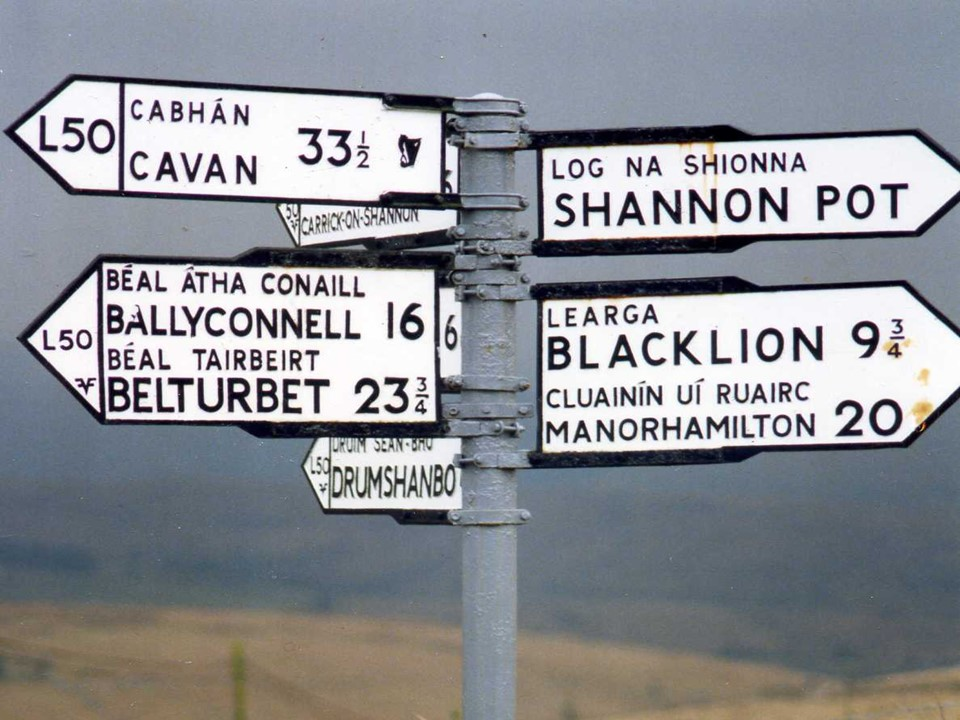 L50
CABHÁN
CAVAN 33½
CARRICK-ON-SHANNON
LOG NA SHIONNA
SHANNON POT
L50
BÉAL ÁTHA CONAILL
BALLYCONNELL 16
BÉAL TAIRBEIRT
BELTURBET 23¾
6
LEARGA
BLACKLION 9¾
CLUAINÍN UÍ RUAIRC
MANORHAMILTON 20
L50
DRUIM SEAN-BHO
DRUMSHANBO